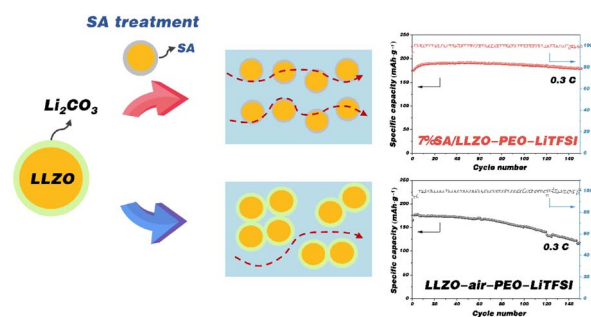 SA treatment
SA
Li₂CO₃
LLZO
Specific capacity (mAh·g⁻¹)
250
200
150
100
50
0
0 20 40 60 80 100 120 140
100
80
60
40
20
0
0.3 C
7%SA/LLZO–PEO–LiTFSI
Cycle number
Specific capacity (mAh·g⁻¹)
250
200
150
100
50
0
0 20 40 60 80 100 120 140
100
80
60
40
20
0
0.3 C
LLZO–air–PEO–LiTFSI
Cycle number